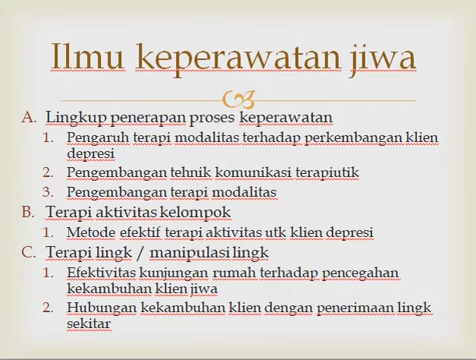 Ilmu keperawatan jiwa
A. Lingkup penerapan proses keperawatan
1. Pengaruh terapi modalitas terhadap perkembangan klien
depresi
2. Pengembangan tehnik komunikasi terapiutik
3. Pengembangan terapi modalitas
B. Terapi aktivitas kelompok
1. Metode efektif terapi aktivitas utk klien depresi
C. Terapi lingk / manipulasi lingk
1. Efektivitas kunjungan rumah terhadap pencegahan
kekambuhan klien jiwa
2. Hubungan kekambuhan klien dengan penerimaan lingk
sekitar